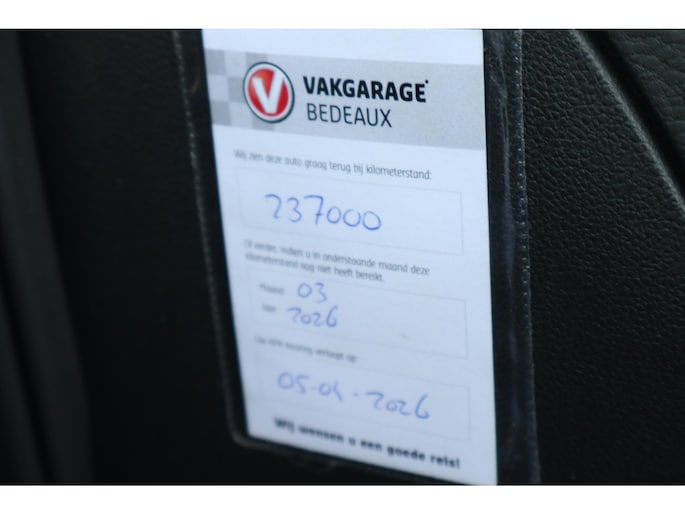 VAKGARAGE
BEDEAUX
Wij zien deze auto graag terug bij kilometerstand:
237000
Of eerder, indien u in onderstaande maand deze
kilometerstand nog niet heeft bereikt.
Maand: 03
Jaar: 2026
Uw APK-keuring verloopt op:
05-04-2026
Wij wensen u een goede reis!